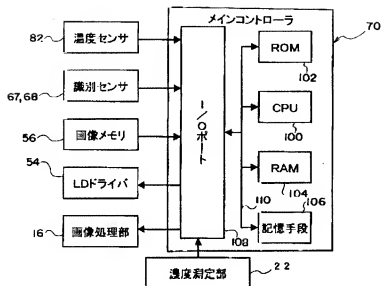 メインコントローラ
70
82
温度センサ
ROM
102
67,68
識別センサ
CPU
100
56
画像メモリ
I/Oポート
54
LDドライバ
RAM
104
106
110
16
画像処理部
108
記憶手段
濃度測定部
22